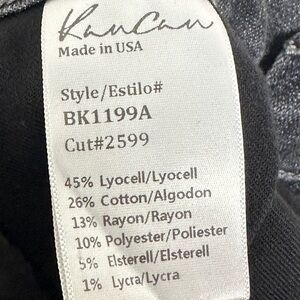 KanCan
Made in USA
Style/Estilo#
BK1199A
Cut#2599
45% Lyocell/Lyocell
26% Cotton/Algodon
13% Rayon/Rayon
10% Polyester/Poliester
5% Elsterell/Elsterell
1% Lycra/Lycra